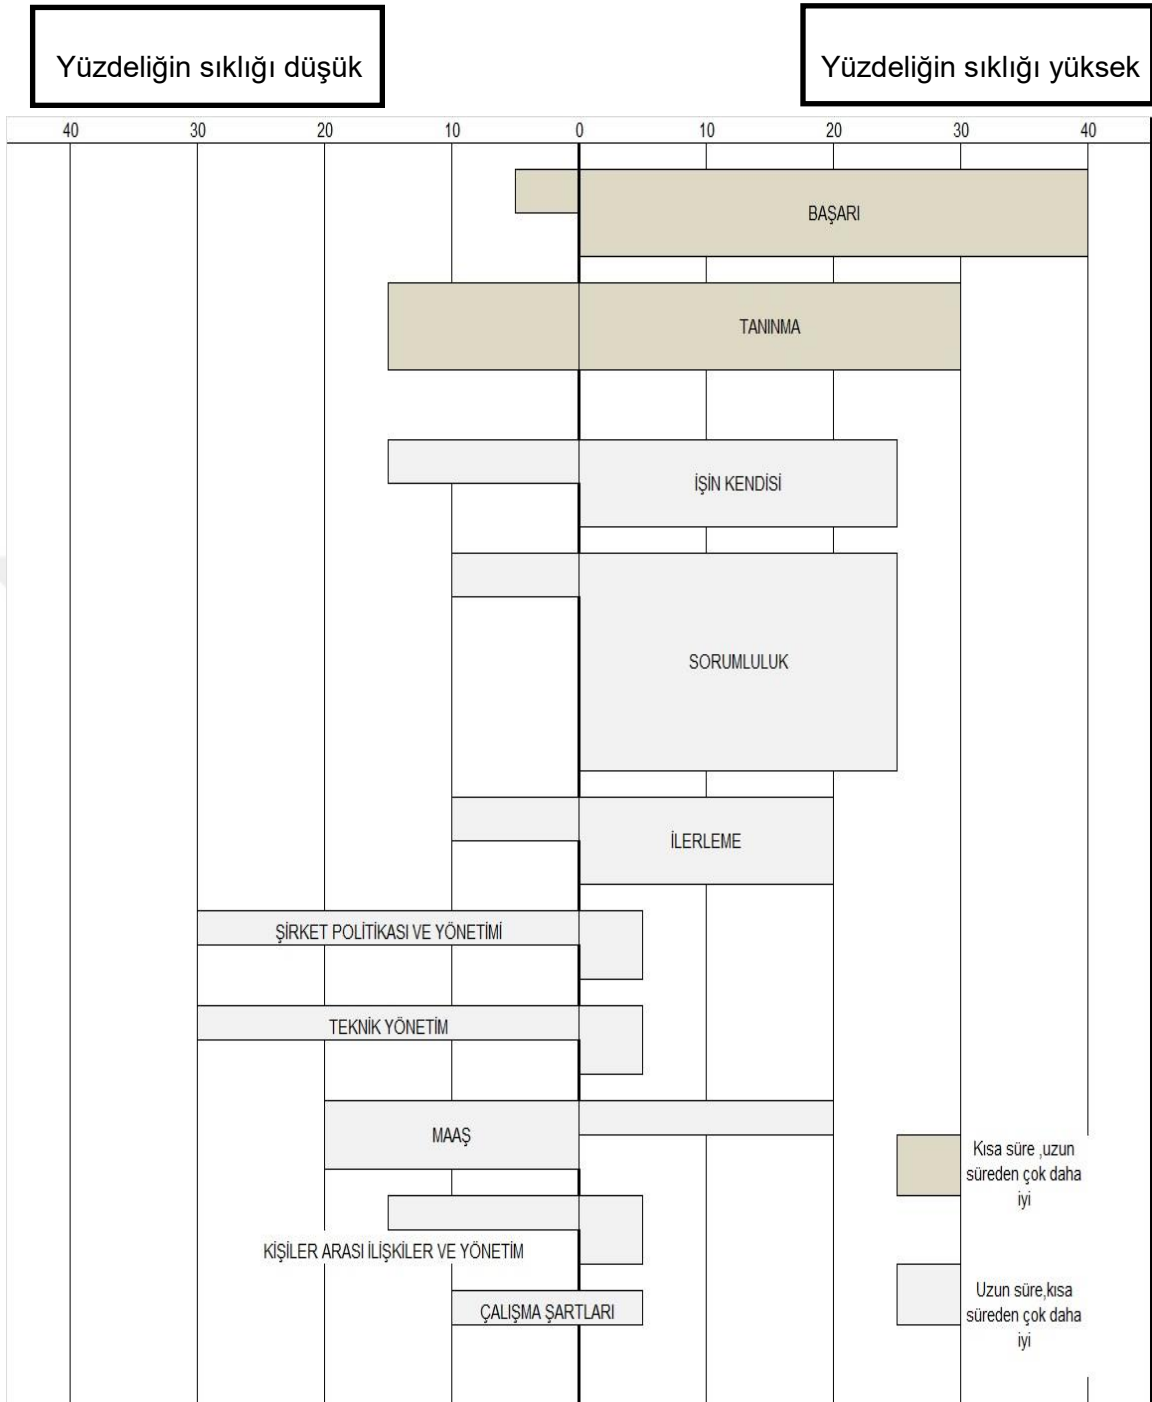 Yüzdeliğin sıklığı düşük
Yüzdeliğin sıklığı yüksek
40 30 20 10 0 10 20 30 40
BAŞARI
TANINMA
İŞİN KENDİSİ
SORUMLULUK
İLERLEME
ŞİRKET POLİTİKASI VE YÖNETİMİ
TEKNİK YÖNETİM
MAAŞ
Kısa süre ,uzun
süreden çok daha
iyi
KİŞİLER ARASI İLİŞKİLER VE YÖNETİM
ÇALIŞMA ŞARTLARI
Uzun süre,kısa
süreden çok daha
iyi